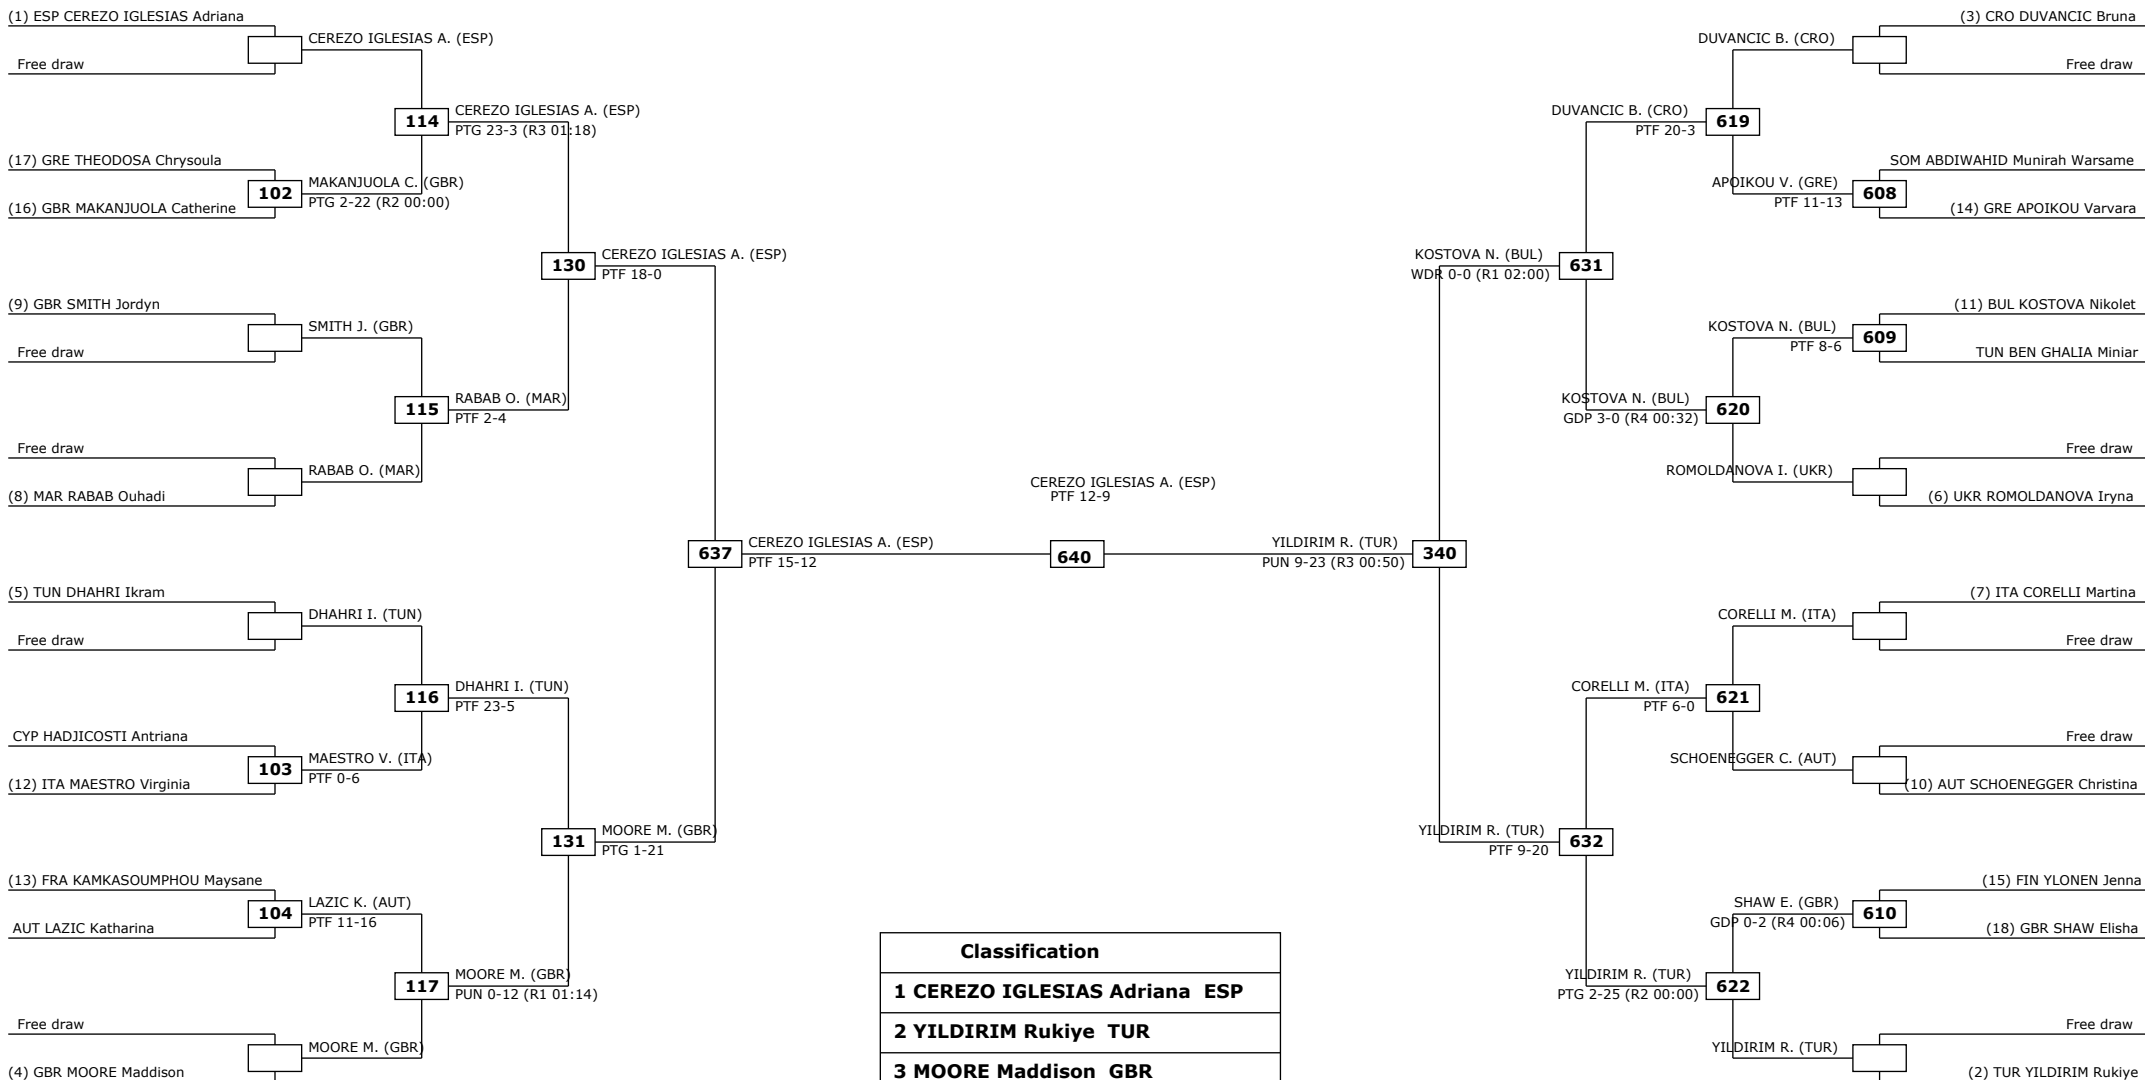 (1) ESP CEREZO IGLESIAS Adriana
CEREZO IGLESIAS A. (ESP)
Free draw
CEREZO IGLESIAS A. (ESP)
114
PTG 23-3 (R3 01:18)
(17) GRE THEODOSA Chrysoula
102
MAKANJUOLA C. (GBR)
PTG 2-22 (R2 00:00)
(16) GBR MAKANJUOLA Catherine
CEREZO IGLESIAS A. (ESP)
130
PTF 18-0
(9) GBR SMITH Jordyn
SMITH J. (GBR)
Free draw
RABAB O. (MAR)
115
PTF 2-4
Free draw
RABAB O. (MAR)
(8) MAR RABAB Ouhadi
CEREZO IGLESIAS A. (ESP)
637
PTF 15-12
(5) TUN DHAHRI Ikram
DHAHRI I. (TUN)
Free draw
DHAHRI I. (TUN)
116
PTF 23-5
CYP HADJICOSTI Antriana
103
MAESTRO V. (ITA)
PTF 0-6
(12) ITA MAESTRO Virginia
MOORE M. (GBR)
131
PTG 1-21
(13) FRA KAMKASOUMPHOU Maysane
104
LAZIC K. (AUT)
PTF 11-16
AUT LAZIC Katharina
MOORE M. (GBR)
117
PUN 0-12 (R1 01:14)
Free draw
MOORE M. (GBR)
(4) GBR MOORE Maddison
CEREZO IGLESIAS A. (ESP)
PTF 12-9
640
(3) CRO DUVANCIC Bruna
DUVANCIC B. (CRO)
Free draw
DUVANCIC B. (CRO)
619
PTF 20-3
SOM ABDIWAHID Munirah Warsame
APOIKOU V. (GRE)
608
PTF 11-13
(14) GRE APOIKOU Varvara
KOSTOVA N. (BUL)
631
WDR 0-0 (R1 02:00)
(11) BUL KOSTOVA Nikolet
KOSTOVA N. (BUL)
609
PTF 8-6
TUN BEN GHALIA Miniar
KOSTOVA N. (BUL)
620
GDP 3-0 (R4 00:32)
Free draw
ROMOLDANOVA I. (UKR)
(6) UKR ROMOLDANOVA Iryna
YILDIRIM R. (TUR)
340
PUN 9-23 (R3 00:50)
(7) ITA CORELLI Martina
CORELLI M. (ITA)
Free draw
CORELLI M. (ITA)
621
PTF 6-0
Free draw
SCHOENEGGER C. (AUT)
(10) AUT SCHOENEGGER Christina
YILDIRIM R. (TUR)
632
PTF 9-20
(15) FIN YLONEN Jenna
SHAW E. (GBR)
610
GDP 0-2 (R4 00:06)
(18) GBR SHAW Elisha
YILDIRIM R. (TUR)
622
PTG 2-25 (R2 00:00)
Free draw
YILDIRIM R. (TUR)
(2) TUR YILDIRIM Rukiye
Classification
1 CEREZO IGLESIAS Adriana ESP
2 YILDIRIM Rukiye TUR
3 MOORE Maddison GBR